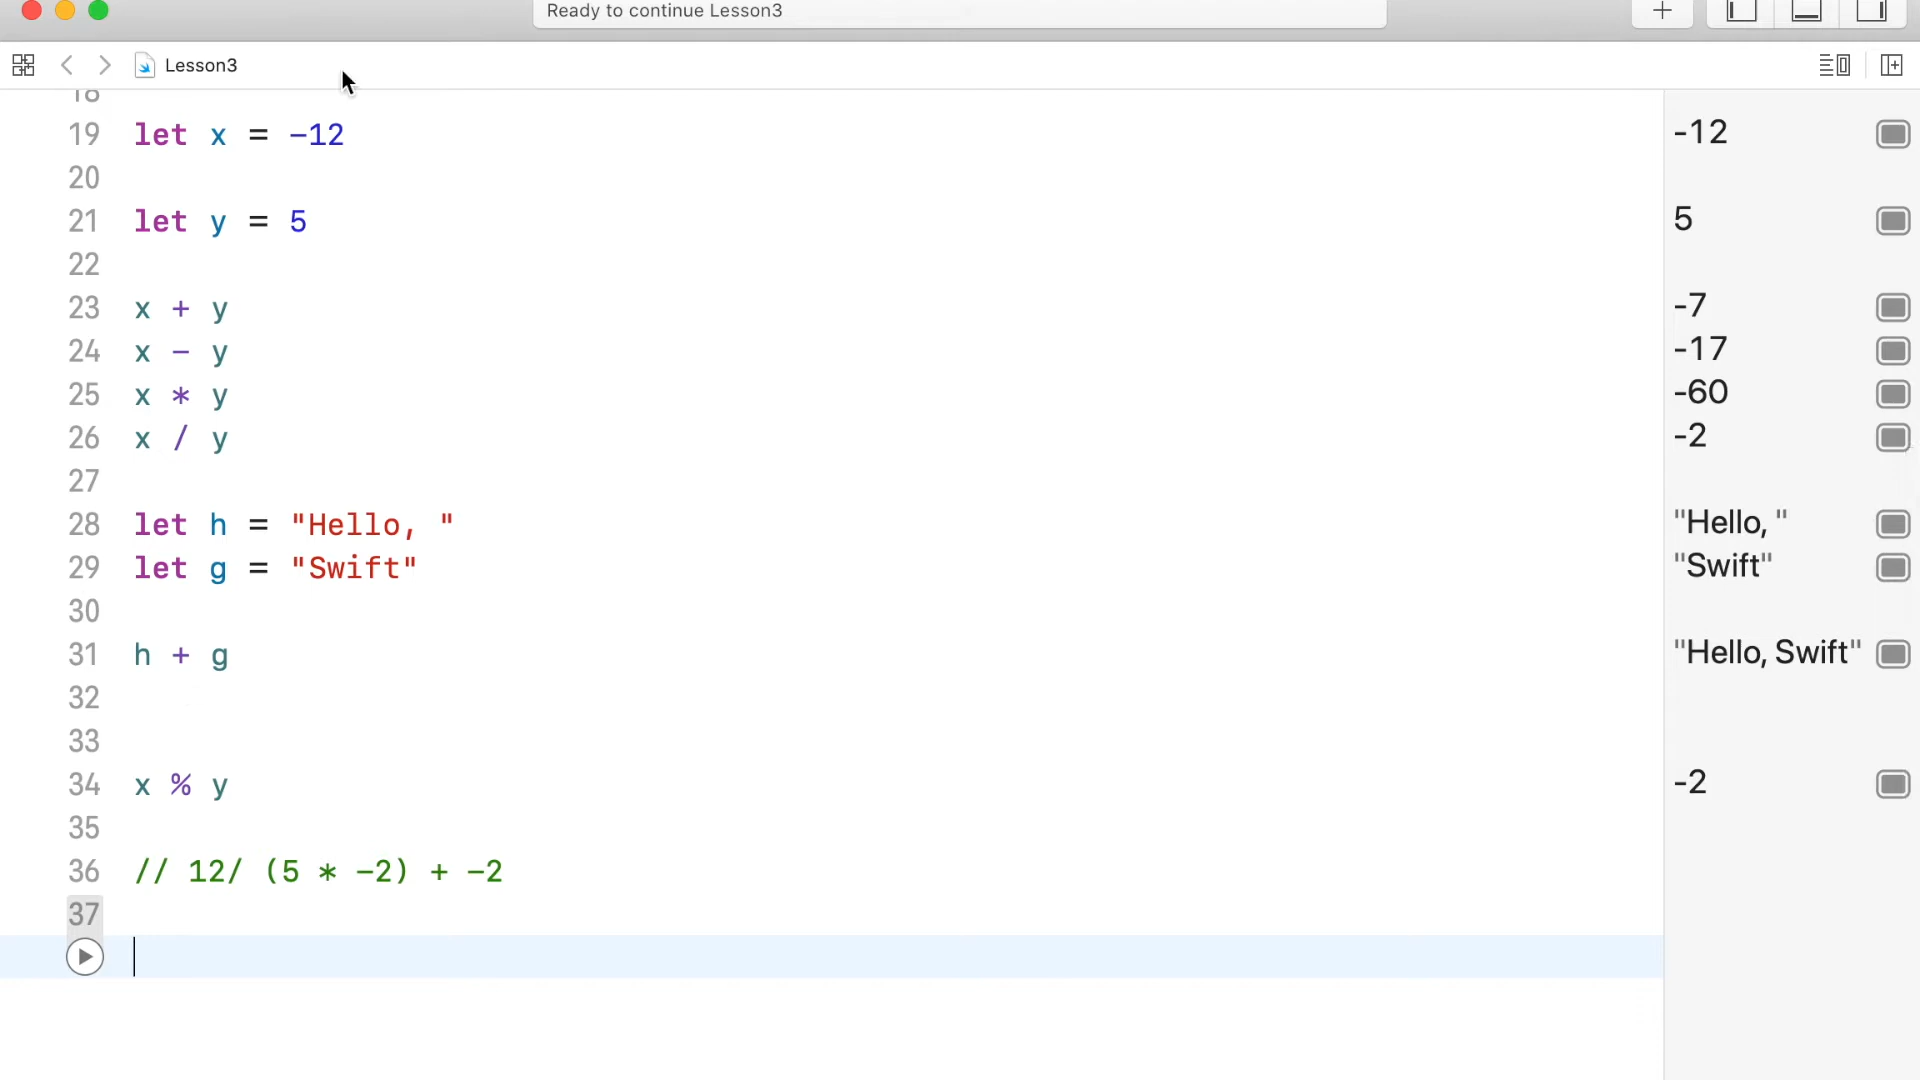 Ready to continue Lesson3
Lesson3
18
19 let x = -12 -12
20
21 let y = 5 5
22
23 x + y -7
24 x - y -17
25 x * y -60
26 x / y -2
27
28 let h = "Hello, " "Hello, "
29 let g = "Swift" "Swift"
30
31 h + g "Hello, Swift"
32
33
34 x % y -2
35
36 // 12/ (5 * -2) + -2
37